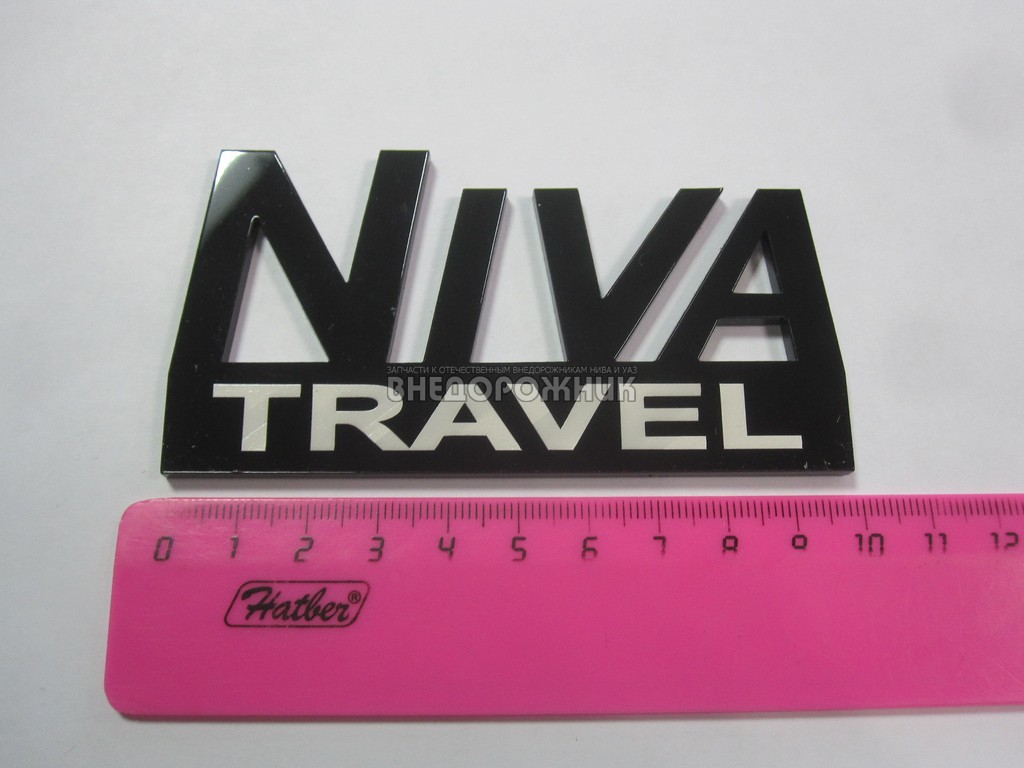 NIVA
ЗАПЧАСТИ К ОТЕЧЕСТВЕННЫМ ВНЕДОРОЖНИКАМ НИВА И УАЗ
ВНЕДОРОЖНИК
TRAVEL
0 1 2 3 4 5 6 7 8 9 10 11 12
Hatber®